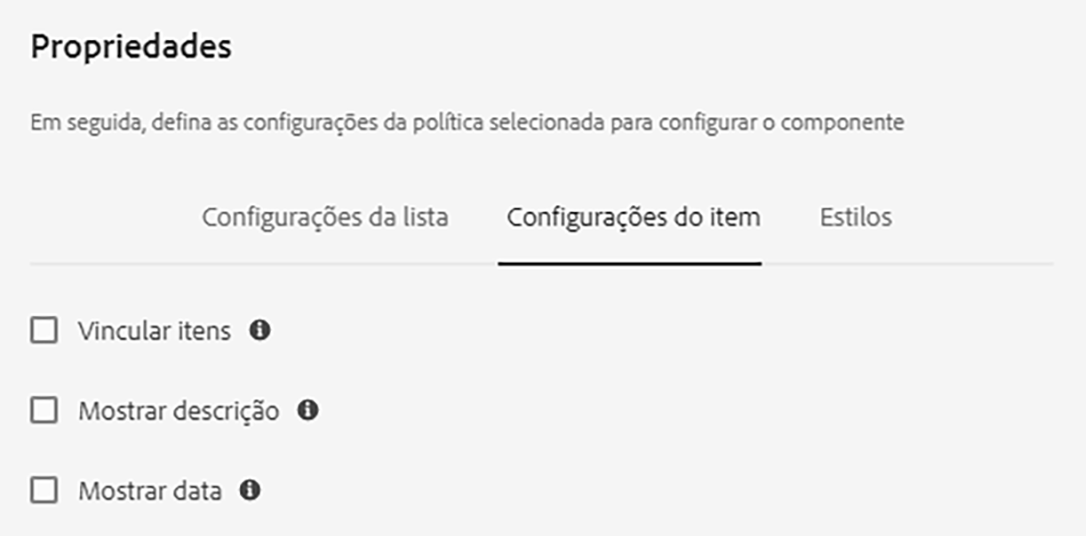 Propriedades
Em seguida, defina as configurações da política selecionada para configurar o componente
Configurações da lista Configurações do item Estilos
Vincular itens
Mostrar descrição
Mostrar data